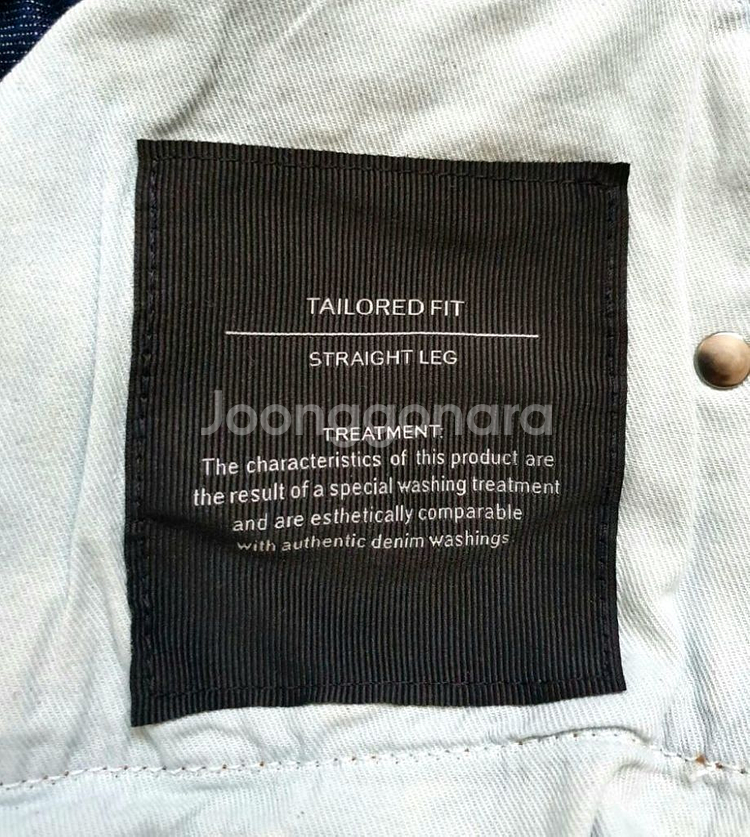 TAILORED FIT
STRAIGHT LEG
Joonggonara
TREATMENT:
The characteristics of this product are
the result of a special washing treatment
and are esthetically comparable
with authentic denim washings